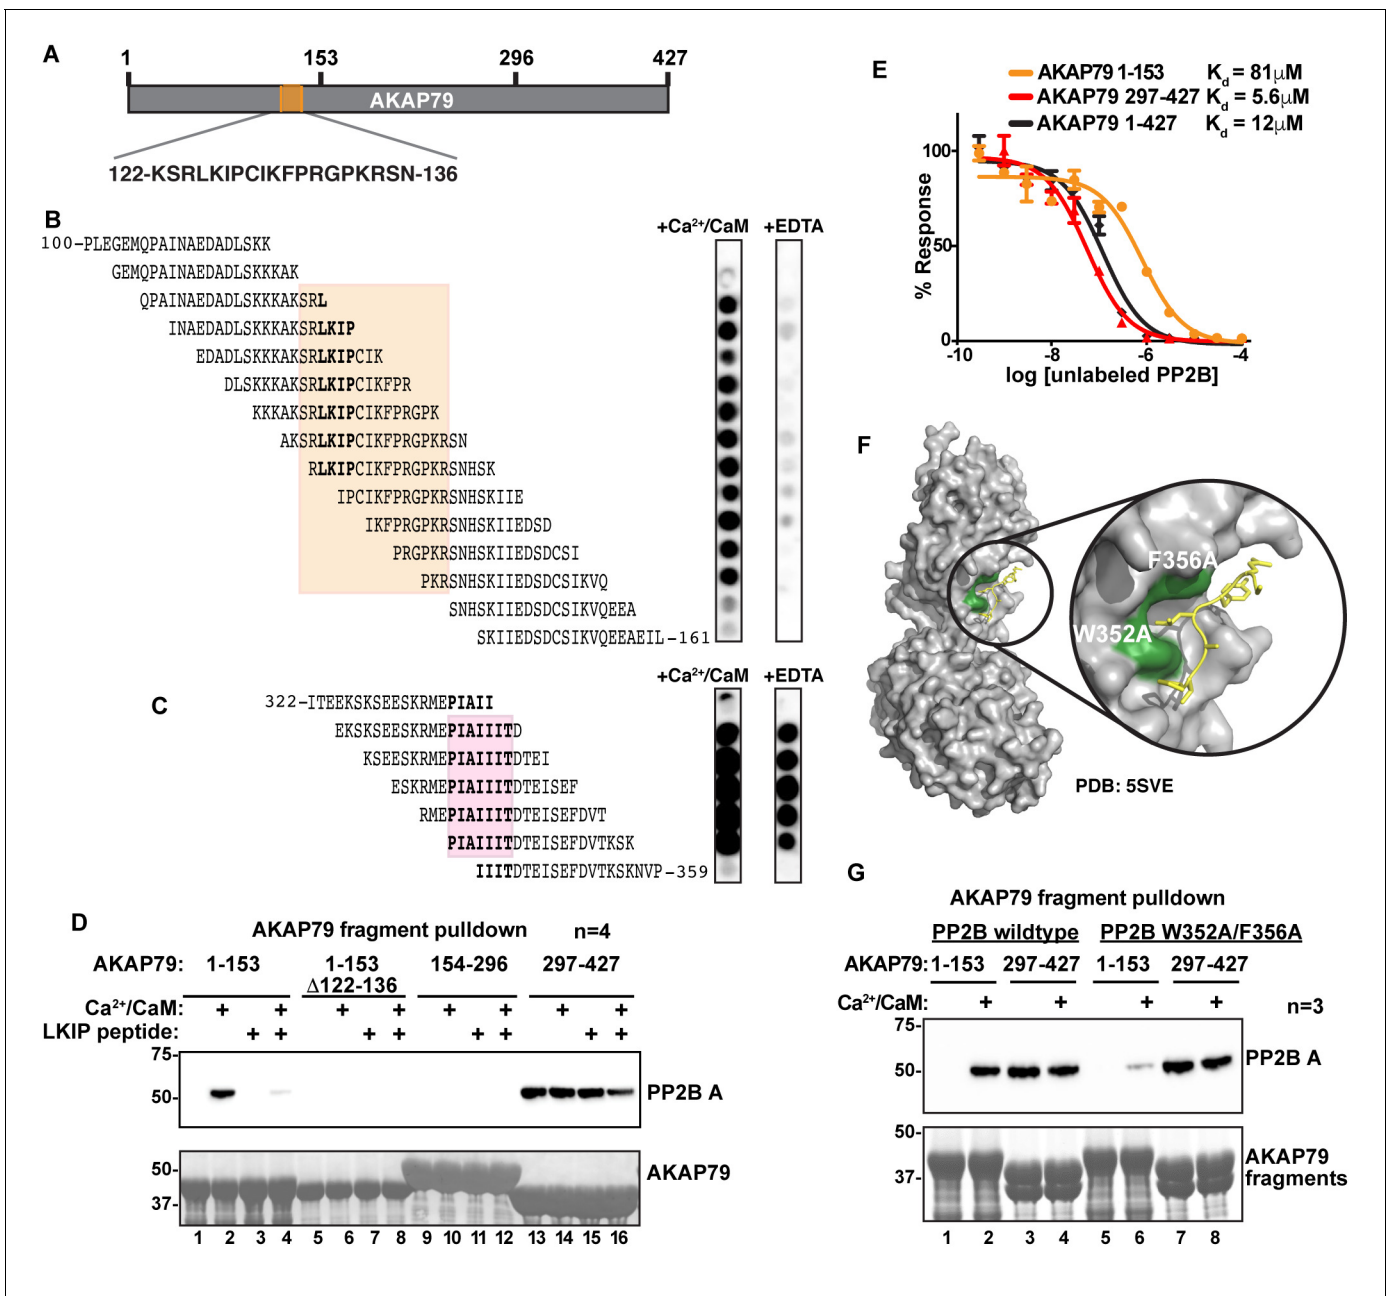 A
1 153 296 427
AKAP79
122-KSRLKIPCIKFPRGPKRSN-136
B
+Ca²⁺/CaM +EDTA
100-PLEGEMQPAINAEDADLSKK
GEMQPAINAEDADLSKKKAK
QPAINAEDADLSKKKAKSRL
INAEDADLSKKKAKSRLKIP
EDADLSKKKAKSRLKIPCIK
DLSKKKAKSRLKIPCIKFPR
KKKAKSRLKIPCIKFPRGPK
AKSRLKIPCIKFPRGPKRSN
RLKIPCIKFPRGPKRSNHSK
IPCIKFPRGPKRSNHSKIIE
IKFPRGPKRSNHSKIIEDSD
PRGPKRSNHSKIIEDSDCSI
PKRSNHSKIIEDSDCSIKVQ
SNHSKIIEDSDCSIKVQEEA
SKIIEDSDCSIKVQEEAEIL-161
C
+Ca²⁺/CaM +EDTA
322-ITEEKSKSEESKRMEPIAII
EKSKSEESKRMEPIAIIITD
KSEESKRMEPIAIIITDTEI
ESKRMEPIAIIITDTEISEF
RMEPIAIIITDTEISEFDVT
PIAIIITDTEISEFDVTKSK
IIITDTEISEFDVTKSKNVP-359
D
AKAP79 fragment pulldown n=4
AKAP79: 1-153 1-153 154-296 297-427
Δ122-136
Ca²⁺/CaM: + + + + + + + +
LKIP peptide: + + + + + + + +
75-
50-
PP2B A
50-
37-
AKAP79
1 2 3 4 5 6 7 8 9 10 11 12 13 14 15 16
E
AKAP79 1-153 Kd = 81μM
AKAP79 297-427 Kd = 5.6μM
AKAP79 1-427 Kd = 12μM
% Response
100
50
0
-10 -8 -6 -4
log [unlabeled PP2B]
F
F356A
W352A
PDB: 5SVE
G
AKAP79 fragment pulldown
PP2B wildtype PP2B W352A/F356A
AKAP79: 1-153 297-427 1-153 297-427
Ca²⁺/CaM: + + + + n=3
75-
50-
PP2B A
50-
37-
AKAP79
fragments
1 2 3 4 5 6 7 8